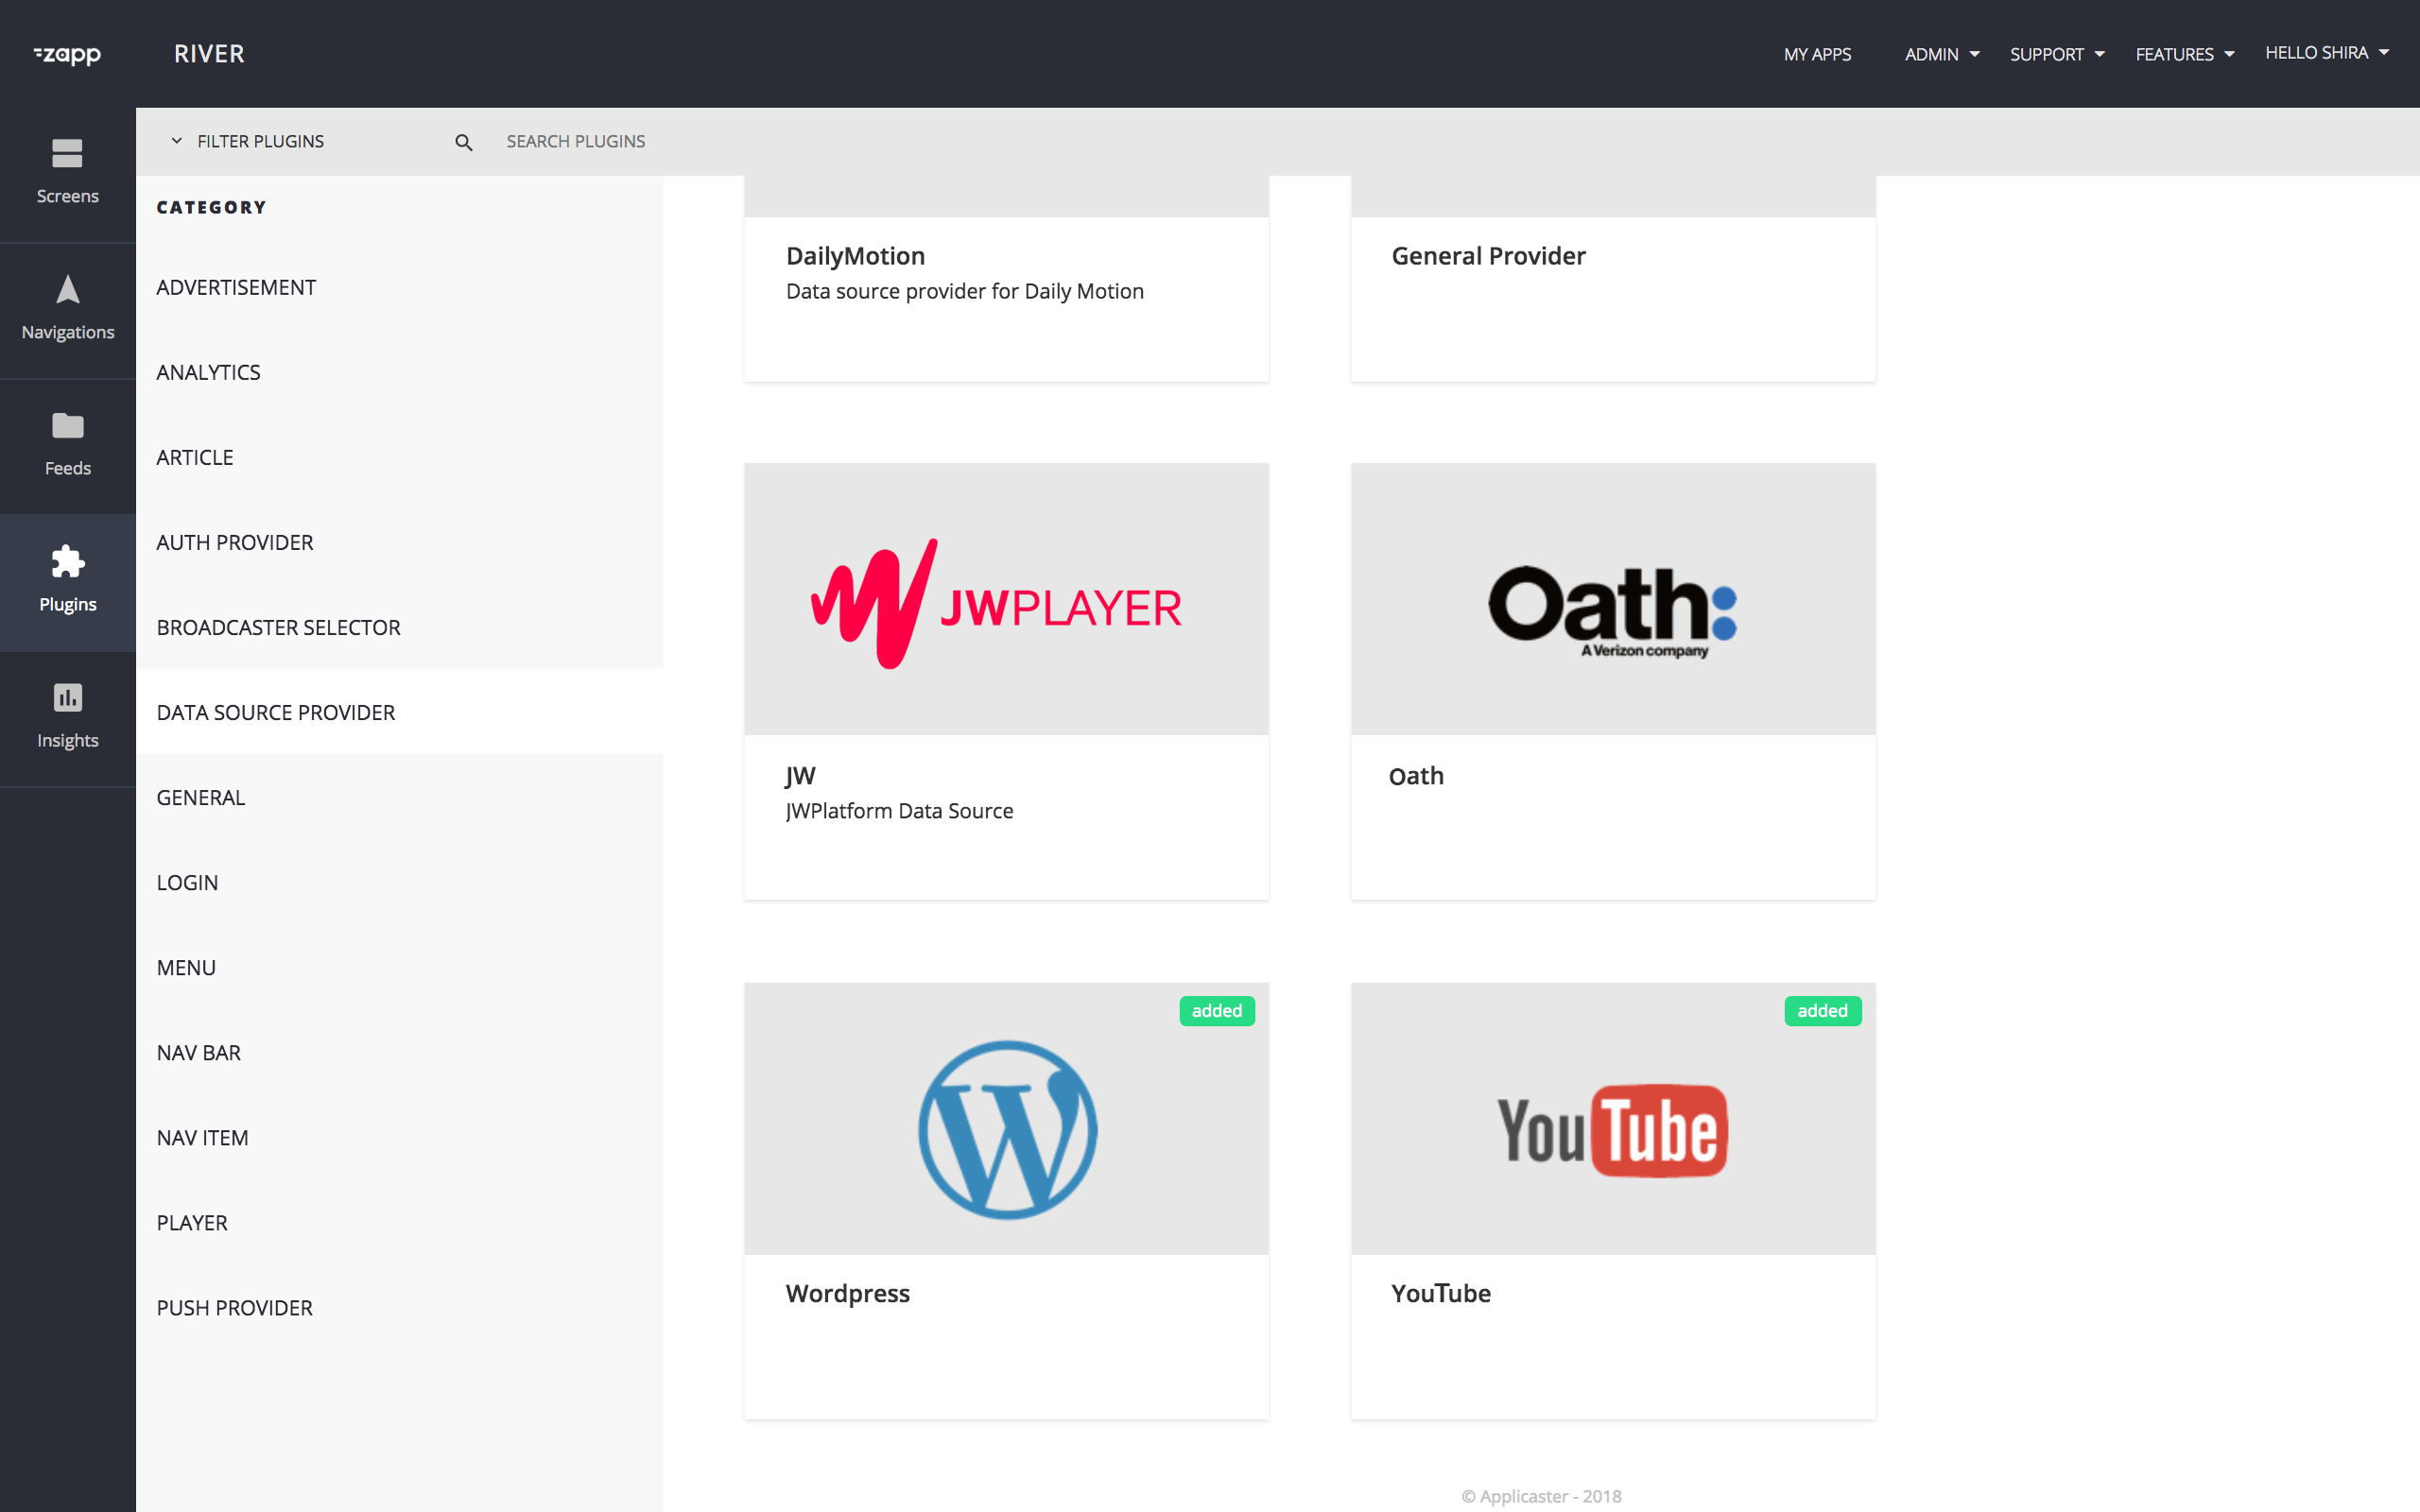 zapp
RIVER
MY APPS
ADMIN
SUPPORT
FEATURES
HELLO SHIRA
FILTER PLUGINS
SEARCH PLUGINS
Screens
Navigations
Feeds
Plugins
Insights
CATEGORY
ADVERTISEMENT
ANALYTICS
ARTICLE
AUTH PROVIDER
BROADCASTER SELECTOR
DATA SOURCE PROVIDER
GENERAL
LOGIN
MENU
NAV BAR
NAV ITEM
PLAYER
PUSH PROVIDER
DailyMotion
Data source provider for Daily Motion
General Provider
JWPLAYER
JW
JWPlatform Data Source
Oath:
A Verizon company
Oath
added
W
Wordpress
added
YouTube
YouTube
© Applicaster - 2018